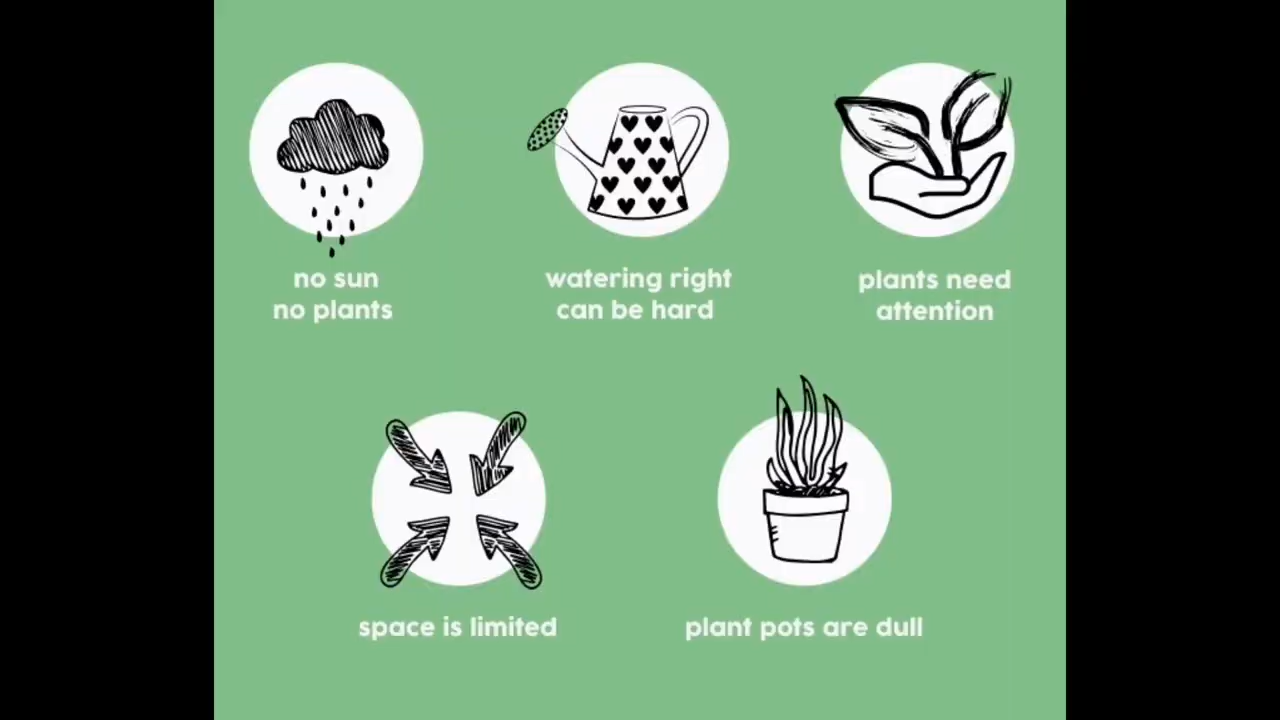 no sun
no plants
watering right
can be hard
plants need
attention
space is limited
plant pots are dull